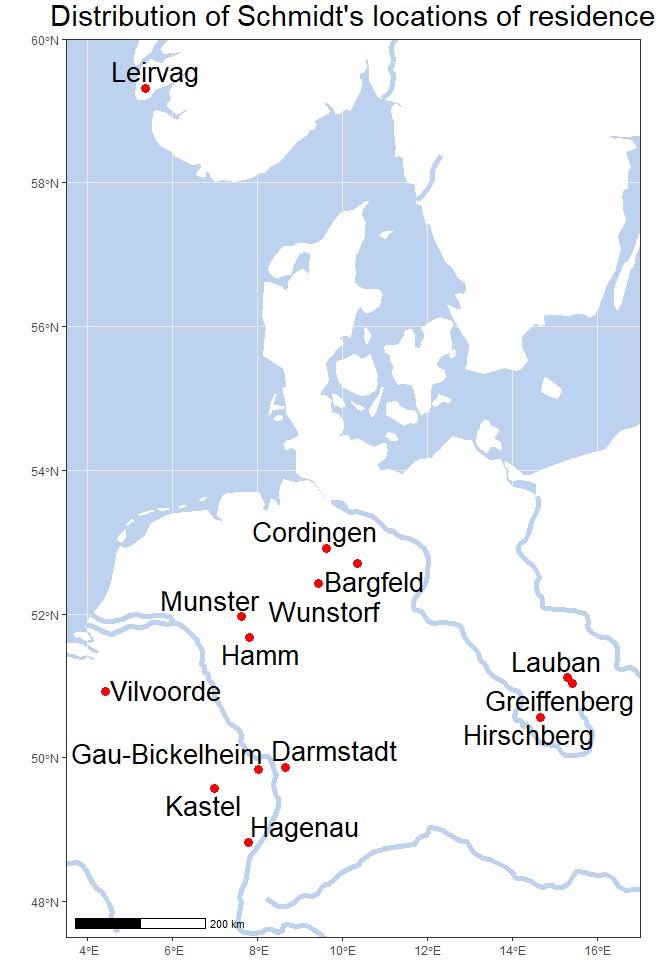 Distribution of Schmidt's locations of residence
60°N
Leirvag
58°N
56°N
54°N
Cordingen
Bargfeld
Munster
52°N
Wunstorf
Hamm
Lauban
Vilvoorde
Greiffenberg
Hirschberg
Gau-Bickelheim
Darmstadt
50°N
Kastel
Hagenau
48°N
200 km
4°E
6°E
8°E
10°E
12°E
14°E
16°E